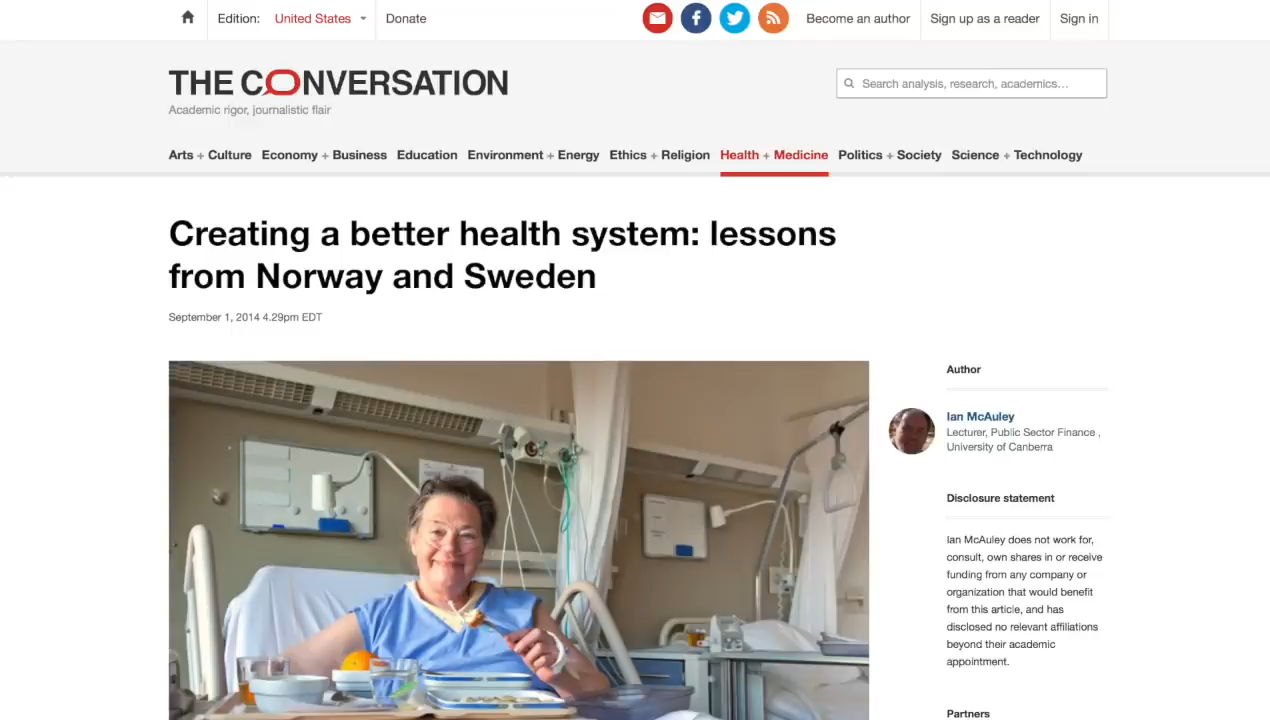 Edition: United States
Donate
Become an author
Sign up as a reader
Sign in
THE CONVERSATION
Academic rigor, journalistic flair
Search analysis, research, academics…
Arts + Culture
Economy + Business
Education
Environment + Energy
Ethics + Religion
Health + Medicine
Politics + Society
Science + Technology
Creating a better health system: lessons
from Norway and Sweden
September 1, 2014 4.29pm EDT
Author
Ian McAuley
Lecturer, Public Sector Finance ,
University of Canberra
Disclosure statement
Ian McAuley does not work for,
consult, own shares in or receive
funding from any company or
organization that would benefit
from this article, and has
disclosed no relevant affiliations
beyond their academic
appointment.
Partners